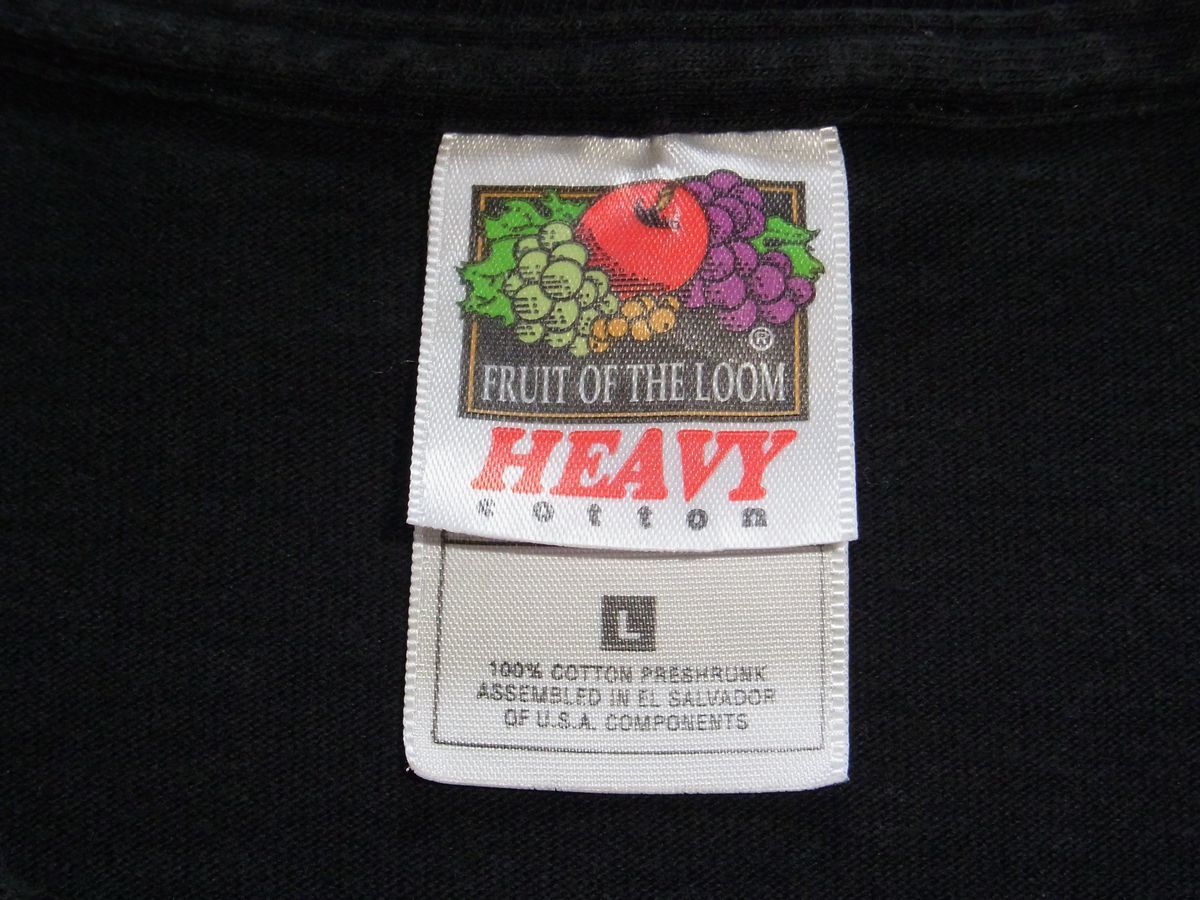 ®
FRUIT OF THE LOOM
HEAVY
cotton
L
100% COTTON PRESHRUNK
ASSEMBLED IN EL SALVADOR
OF U.S.A. COMPONENTS